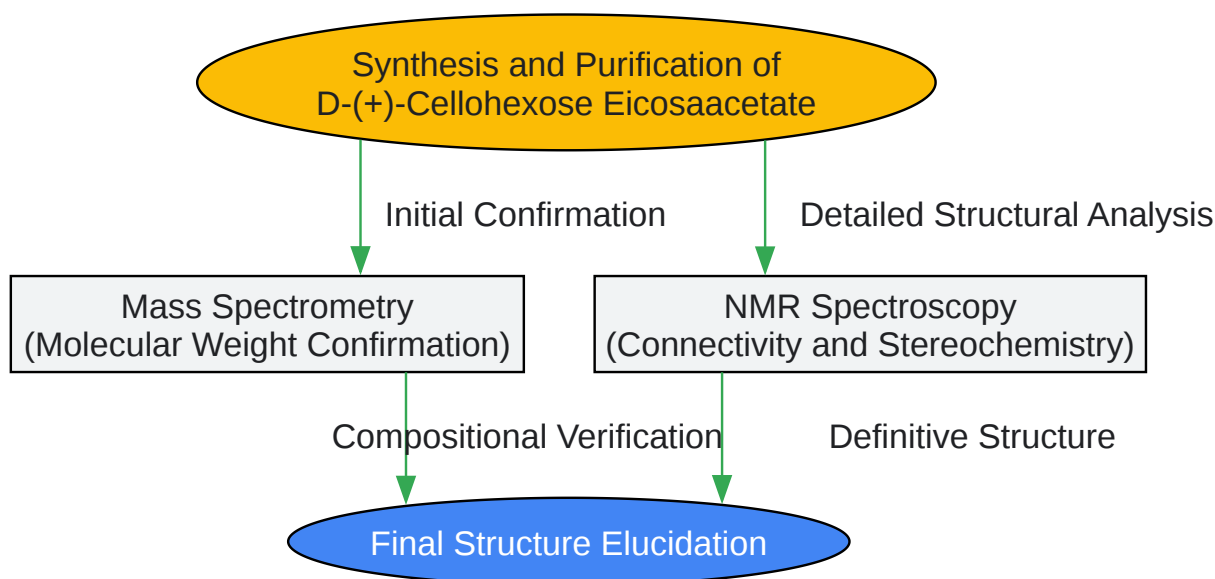 Synthesis and Purification of
D-(+)-Cellohexose Eicosaacetate
Initial Confirmation
Detailed Structural Analysis
Mass Spectrometry
(Molecular Weight Confirmation)
NMR Spectroscopy
(Connectivity and Stereochemistry)
Compositional Verification
Definitive Structure
Final Structure Elucidation